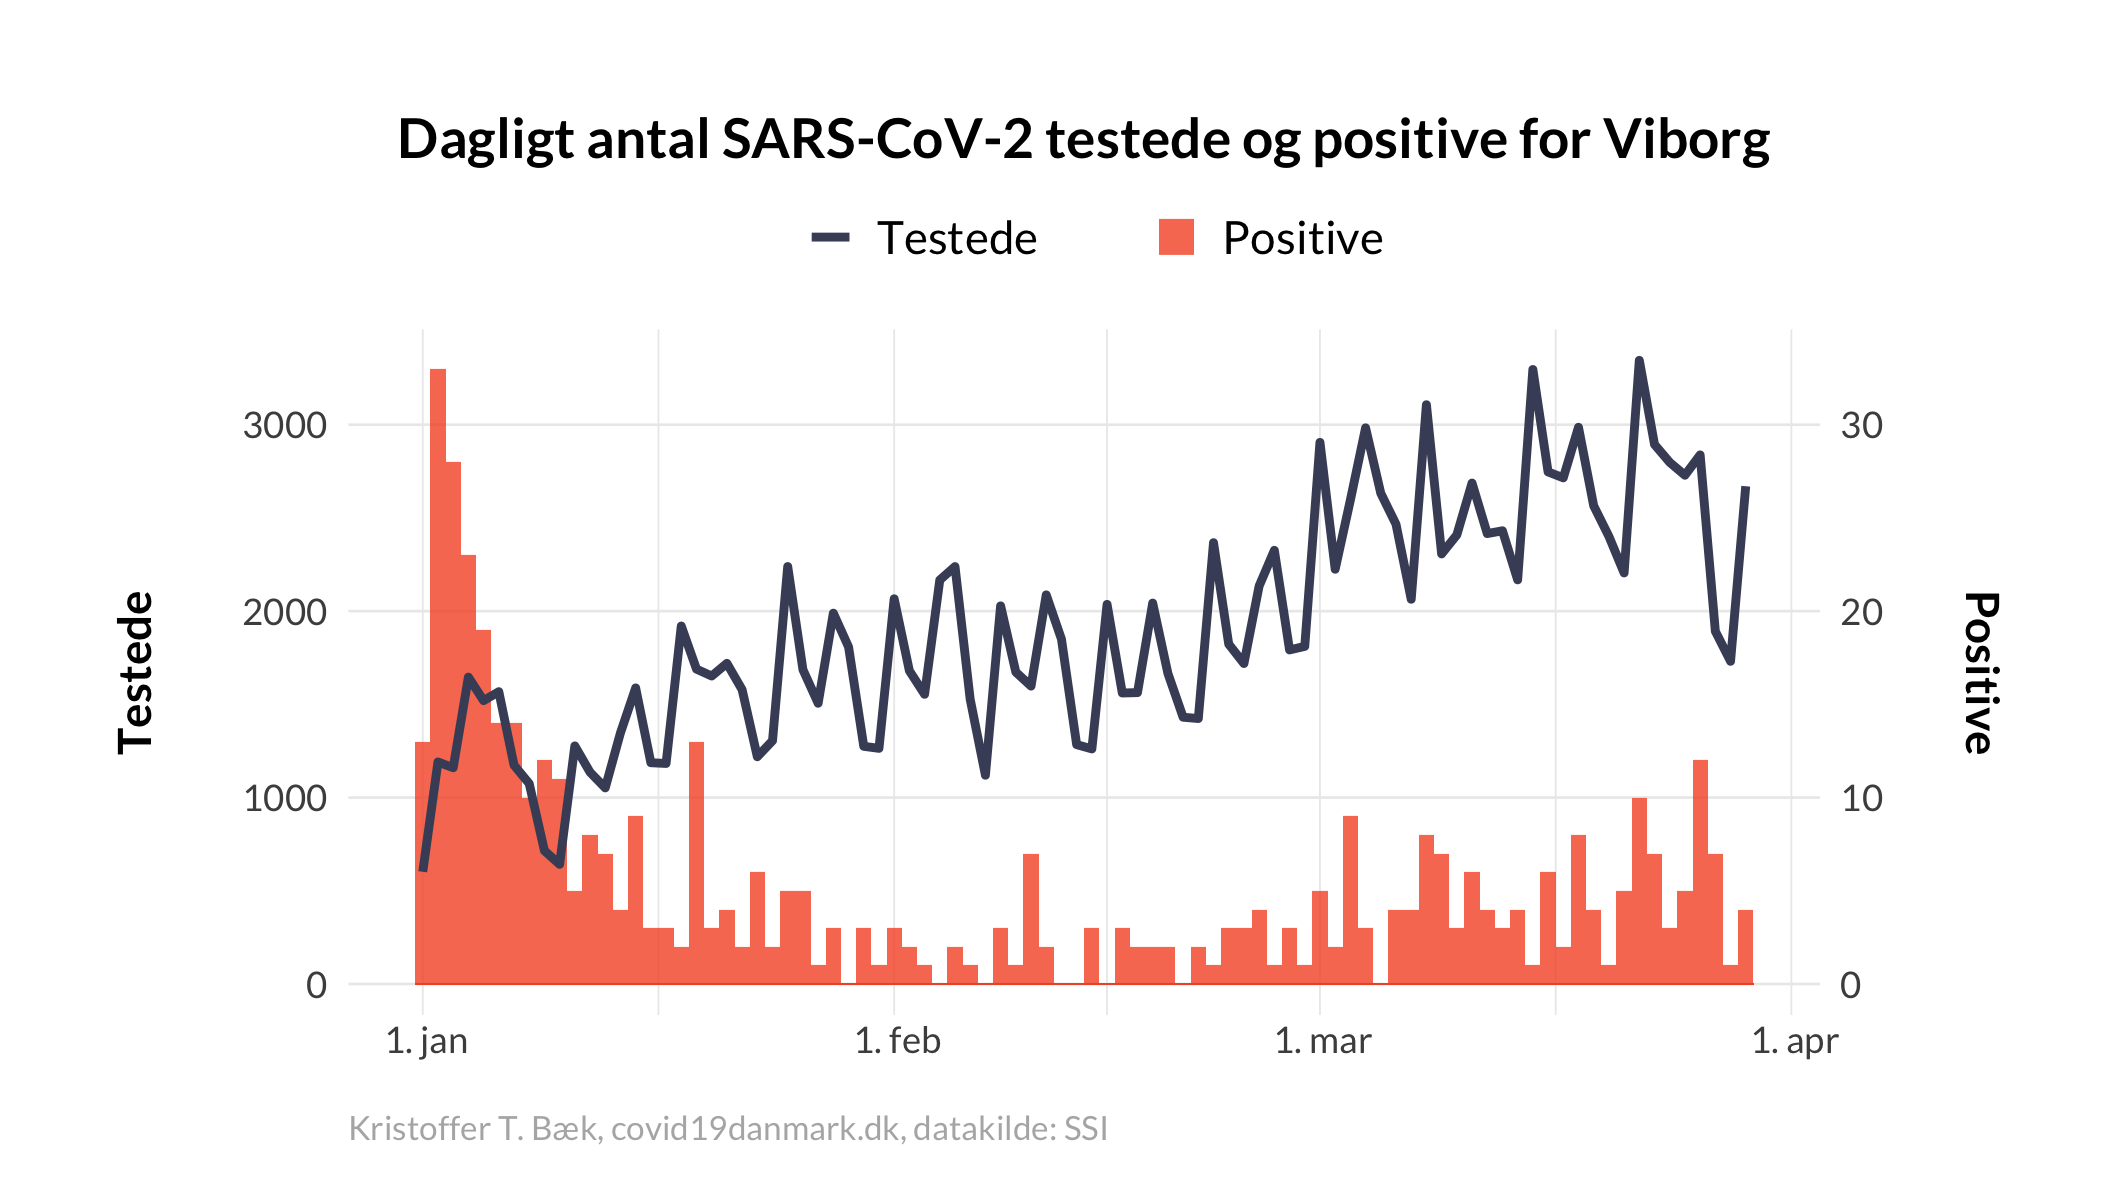 Dagligt antal SARS-CoV-2 testede og positive for Viborg
Testede
Positive
3000
2000
1000
0
30
20
10
0
Testede
Positive
1. jan
1. feb
1. mar
1. apr
Kristoffer T. Bæk, covid19danmark.dk, datakilde: SSI